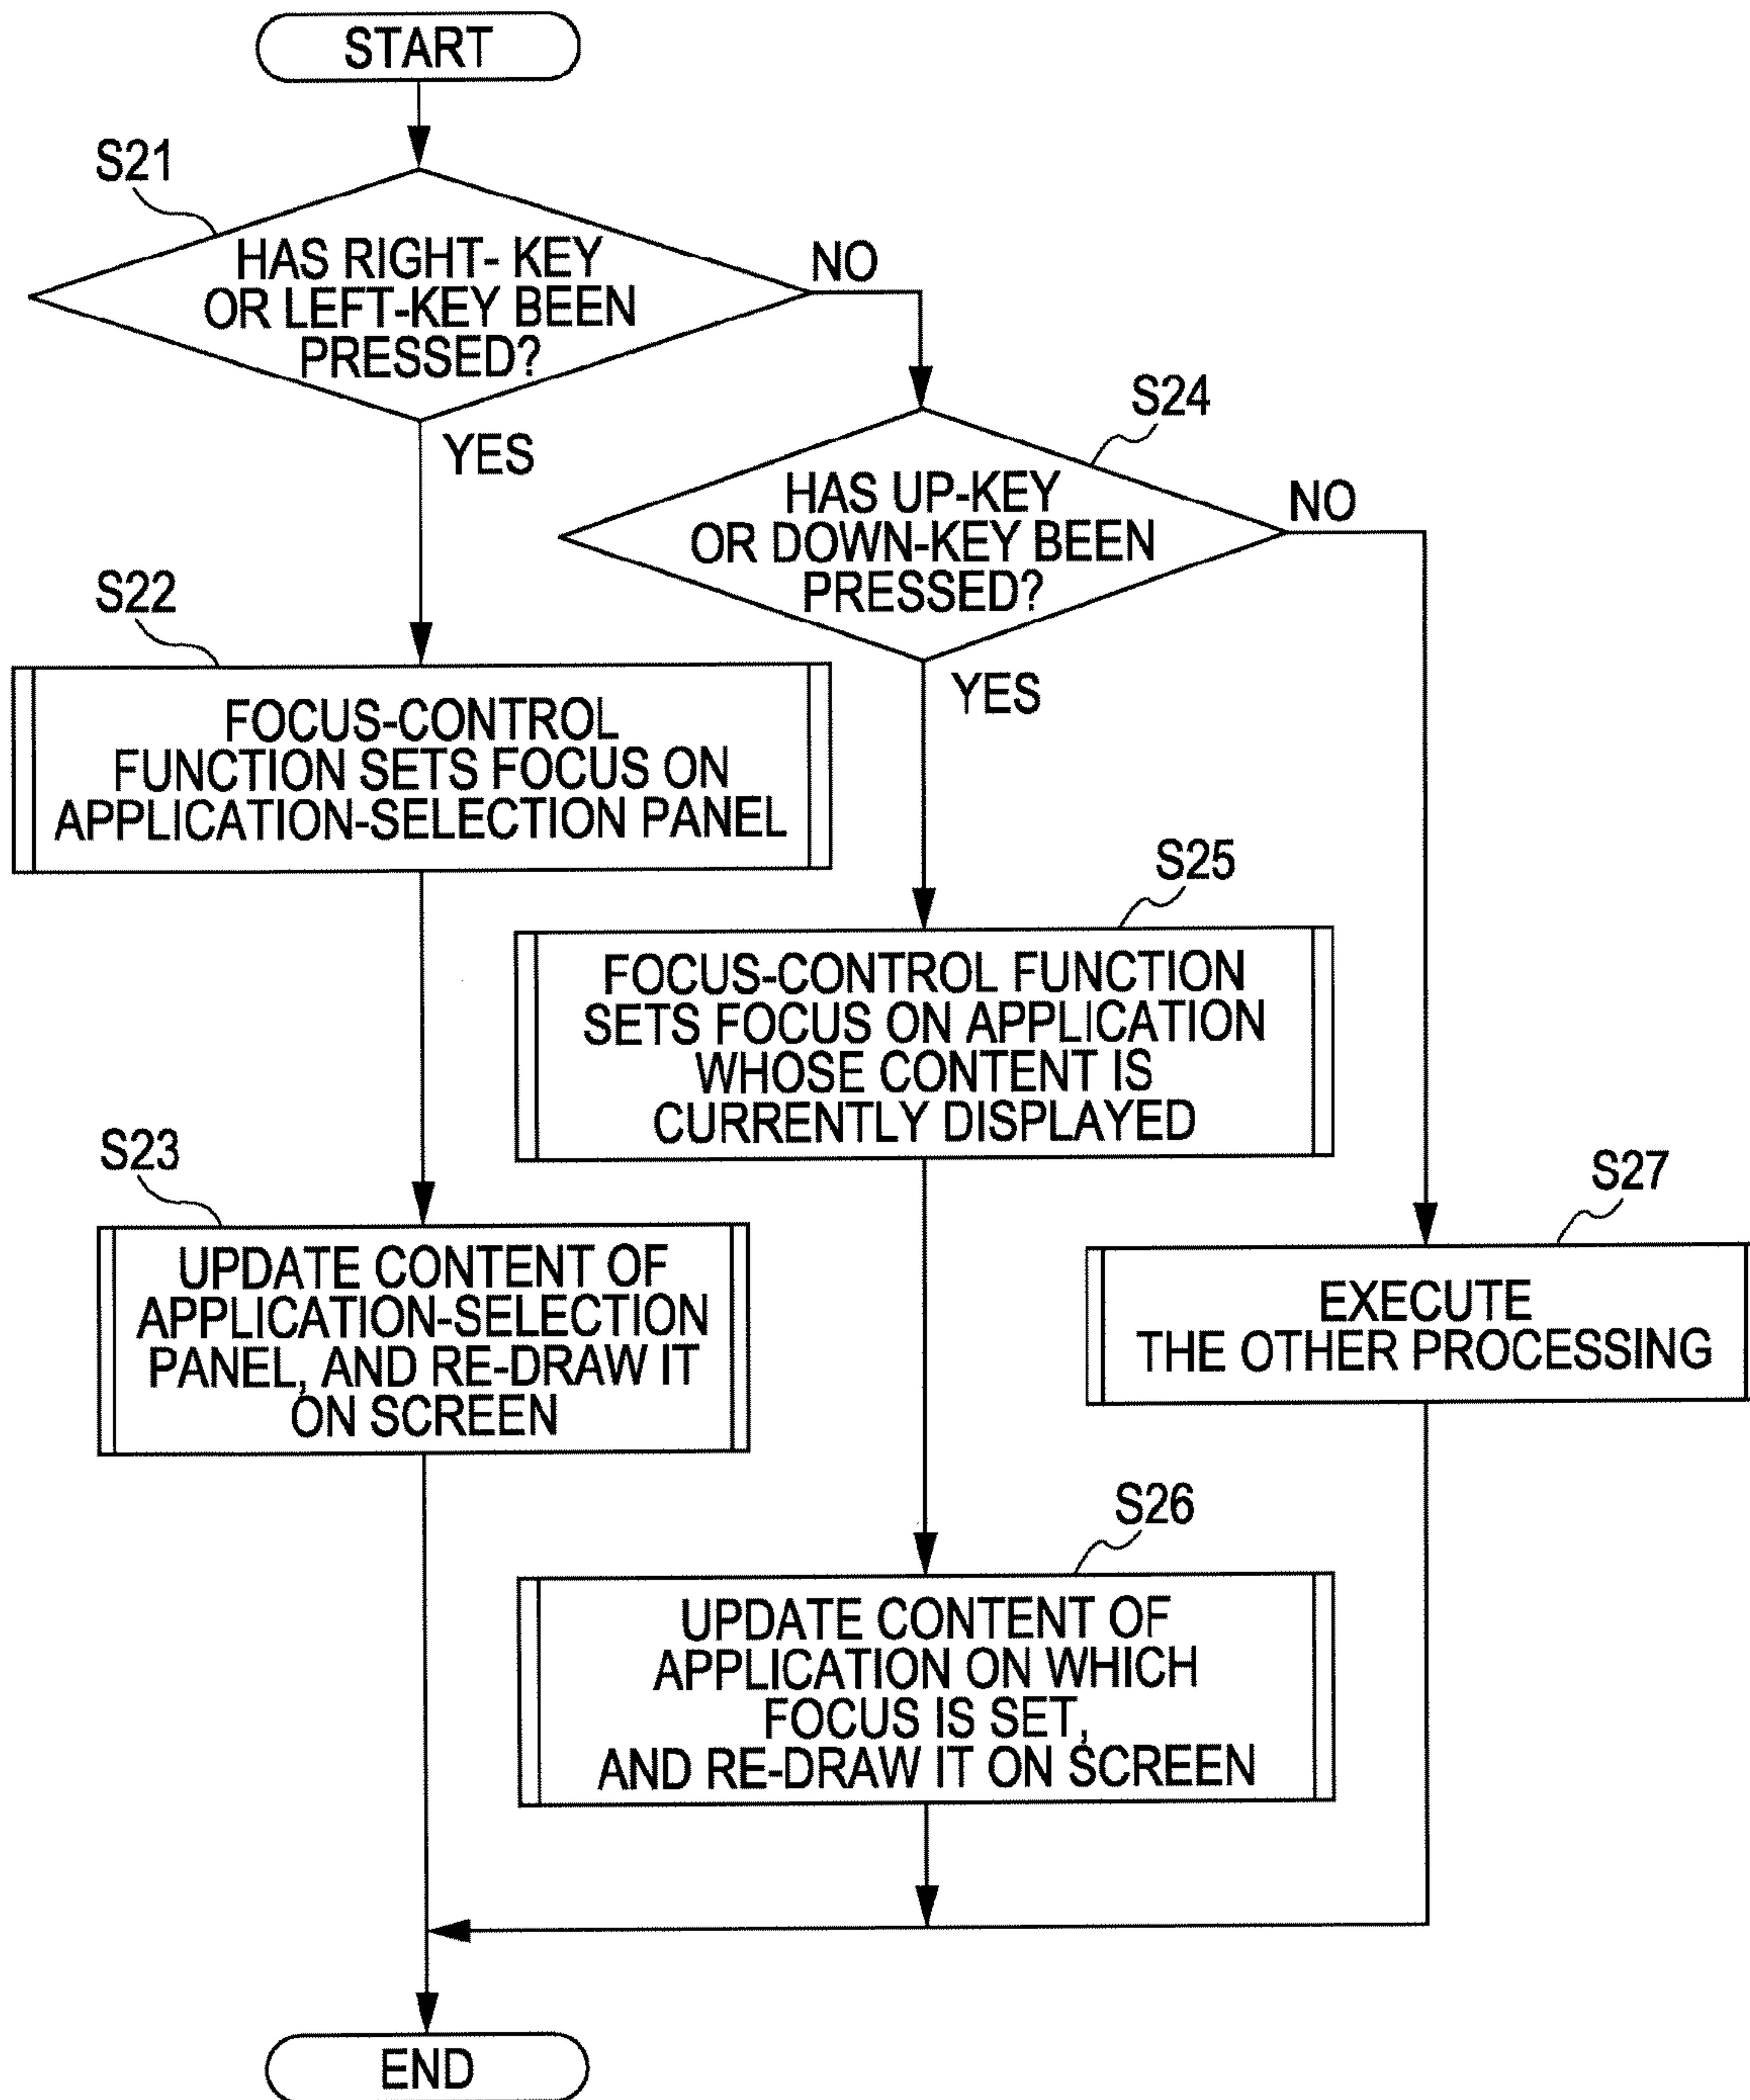 START
S21
HAS RIGHT- KEY
OR LEFT-KEY BEEN
PRESSED?
NO
YES
S24
HAS UP-KEY
OR DOWN-KEY BEEN
PRESSED?
NO
YES
S22
FOCUS-CONTROL
FUNCTION SETS FOCUS ON
APPLICATION-SELECTION PANEL
S25
FOCUS-CONTROL FUNCTION
SETS FOCUS ON APPLICATION
WHOSE CONTENT IS
CURRENTLY DISPLAYED
S23
UPDATE CONTENT OF
APPLICATION-SELECTION
PANEL, AND RE-DRAW IT
ON SCREEN
S27
EXECUTE
THE OTHER PROCESSING
S26
UPDATE CONTENT OF
APPLICATION ON WHICH
FOCUS IS SET,
AND RE-DRAW IT ON SCREEN
END